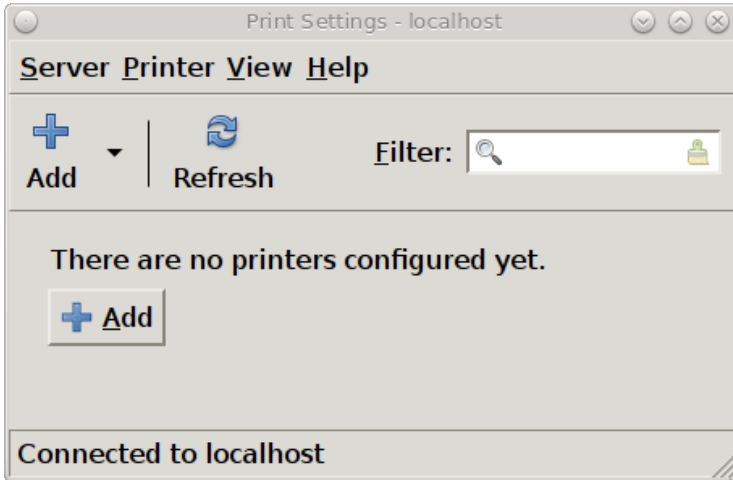 Print Settings - localhost
Server Printer View Help
Add Refresh Filter:
There are no printers configured yet.
Add
Connected to localhost